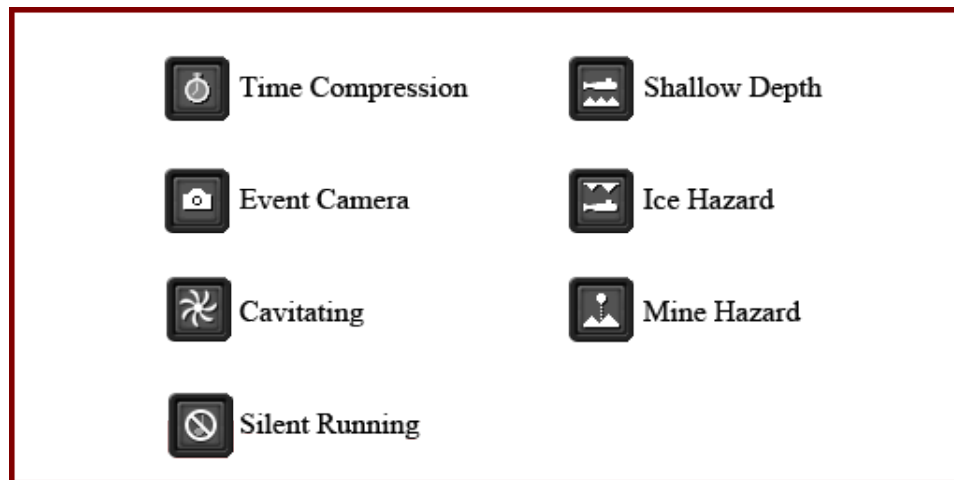 Time Compression
Shallow Depth
Event Camera
Ice Hazard
Cavitating
Mine Hazard
Silent Running